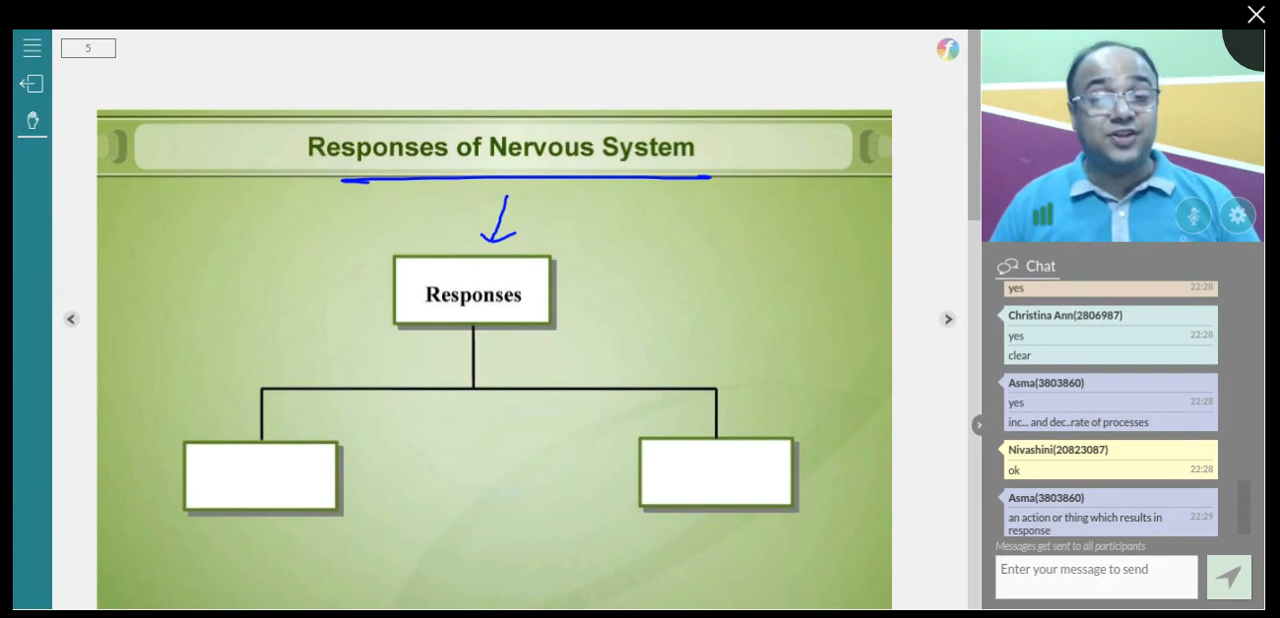 5
Responses of Nervous System
Responses
Chat
yes 22:28
Christina Ann(2806987)
yes 22:28
clear
Asma(3803860)
yes 22:28
inc... and dec..rate of processes
Nivashini(20823087)
ok 22:28
Asma(3803860)
an action or thing which results in 22:29
response
Messages get sent to all participants
Enter your message to send